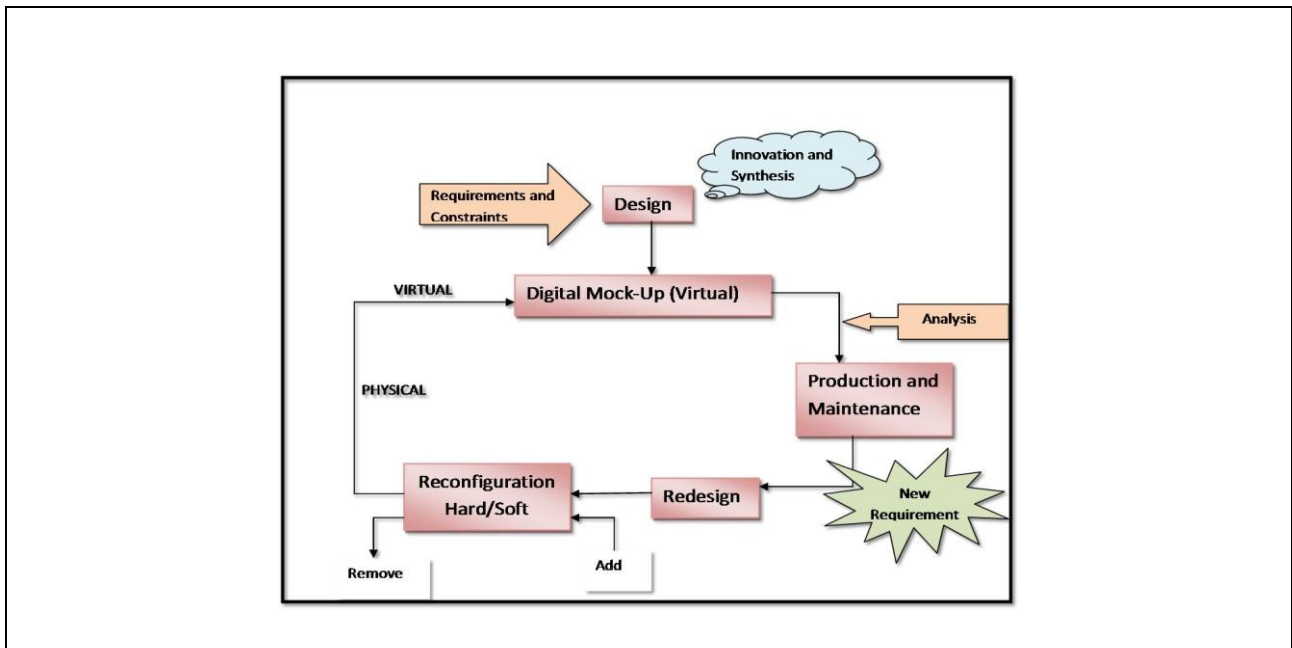 Innovation and
Synthesis
Requirements and
Constraints
Design
VIRTUAL
Digital Mock-Up (Virtual)
Analysis
PHYSICAL
Production and
Maintenance
Reconfiguration
Hard/Soft
Redesign
New
Requirement
Remove
Add